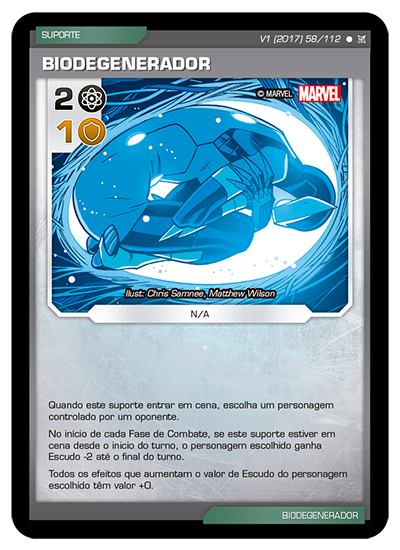 SUPORTE
V1 (2017) 58/112
BIODEGENERADOR
2
© MARVEL MARVEL
10
Ilust: Chris Samnee, Matthew Wilson
N/A
Quando este suporte entrar em cena, escolha um personagem
controlado por um oponente.
No início de cada Fase de Combate, se este suporte estiver em
cena desde o início do turno, o personagem escolhido ganha
Escudo -2 até o final do turno.
Todos os efeitos que aumentam o valor de Escudo do personagem
escolhido têm valor +0.
BIODEGENERADOR